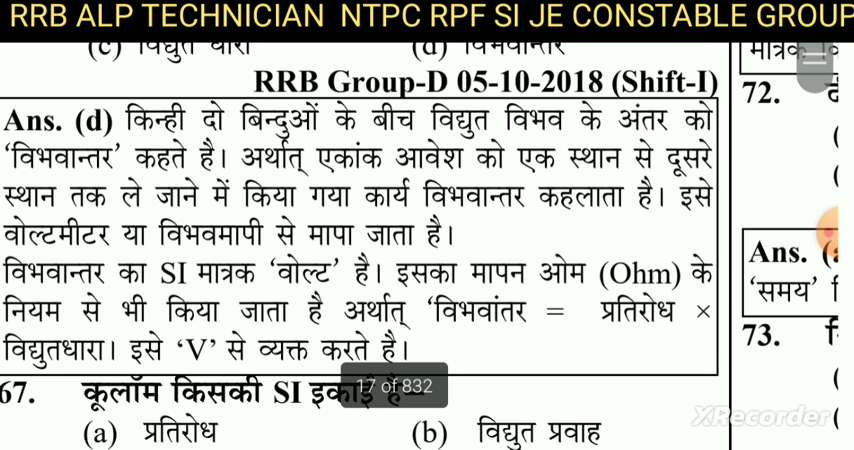 RRB ALP TECHNICIAN NTPC RPF SI JE CONSTABLE GROUP
(c) विद्युत धारा (d) विभवान्तर
RRB Group-D 05-10-2018 (Shift-I)
Ans. (d) किन्ही दो बिन्दुओं के बीच विद्युत विभव के अंतर को
‘विभवान्तर’ कहते है। अर्थात् एकांक आवेश को एक स्थान से दूसरे
स्थान तक ले जाने में किया गया कार्य विभवान्तर कहलाता है। इसे
वोल्टमीटर या विभवमापी से मापा जाता है।
विभवान्तर का SI मात्रक ‘वोल्ट’ है। इसका मापन ओम (Ohm) के
नियम से भी किया जाता है अर्थात् ‘विभवांतर = प्रतिरोध ×
विद्युतधारा। इसे ‘V’ से व्यक्त करते है।
67. कूलॉम किसकी SI इकाई है–
17 of 832
(a) प्रतिरोध (b) विद्युत प्रवाह
मात्रक
72.
Ans.
‘समय’
73.
XRecorder